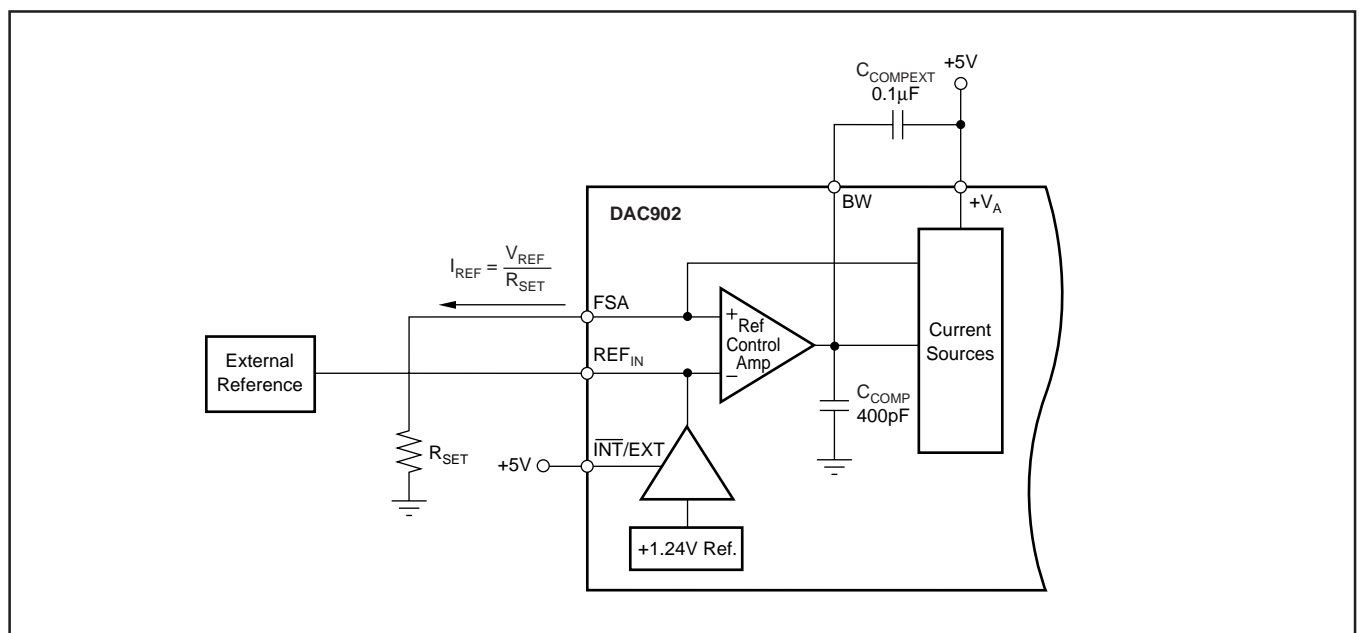 +5V
C_COMPEXT
0.1μF
BW
+V_A
DAC902
I_REF = V_REF / R_SET
FSA
+
Ref
Control
Amp
−
Current
Sources
External
Reference
REF_IN
C_COMP
400pF
R_SET
+5V
I̅N̅T̅/EXT
+1.24V Ref.